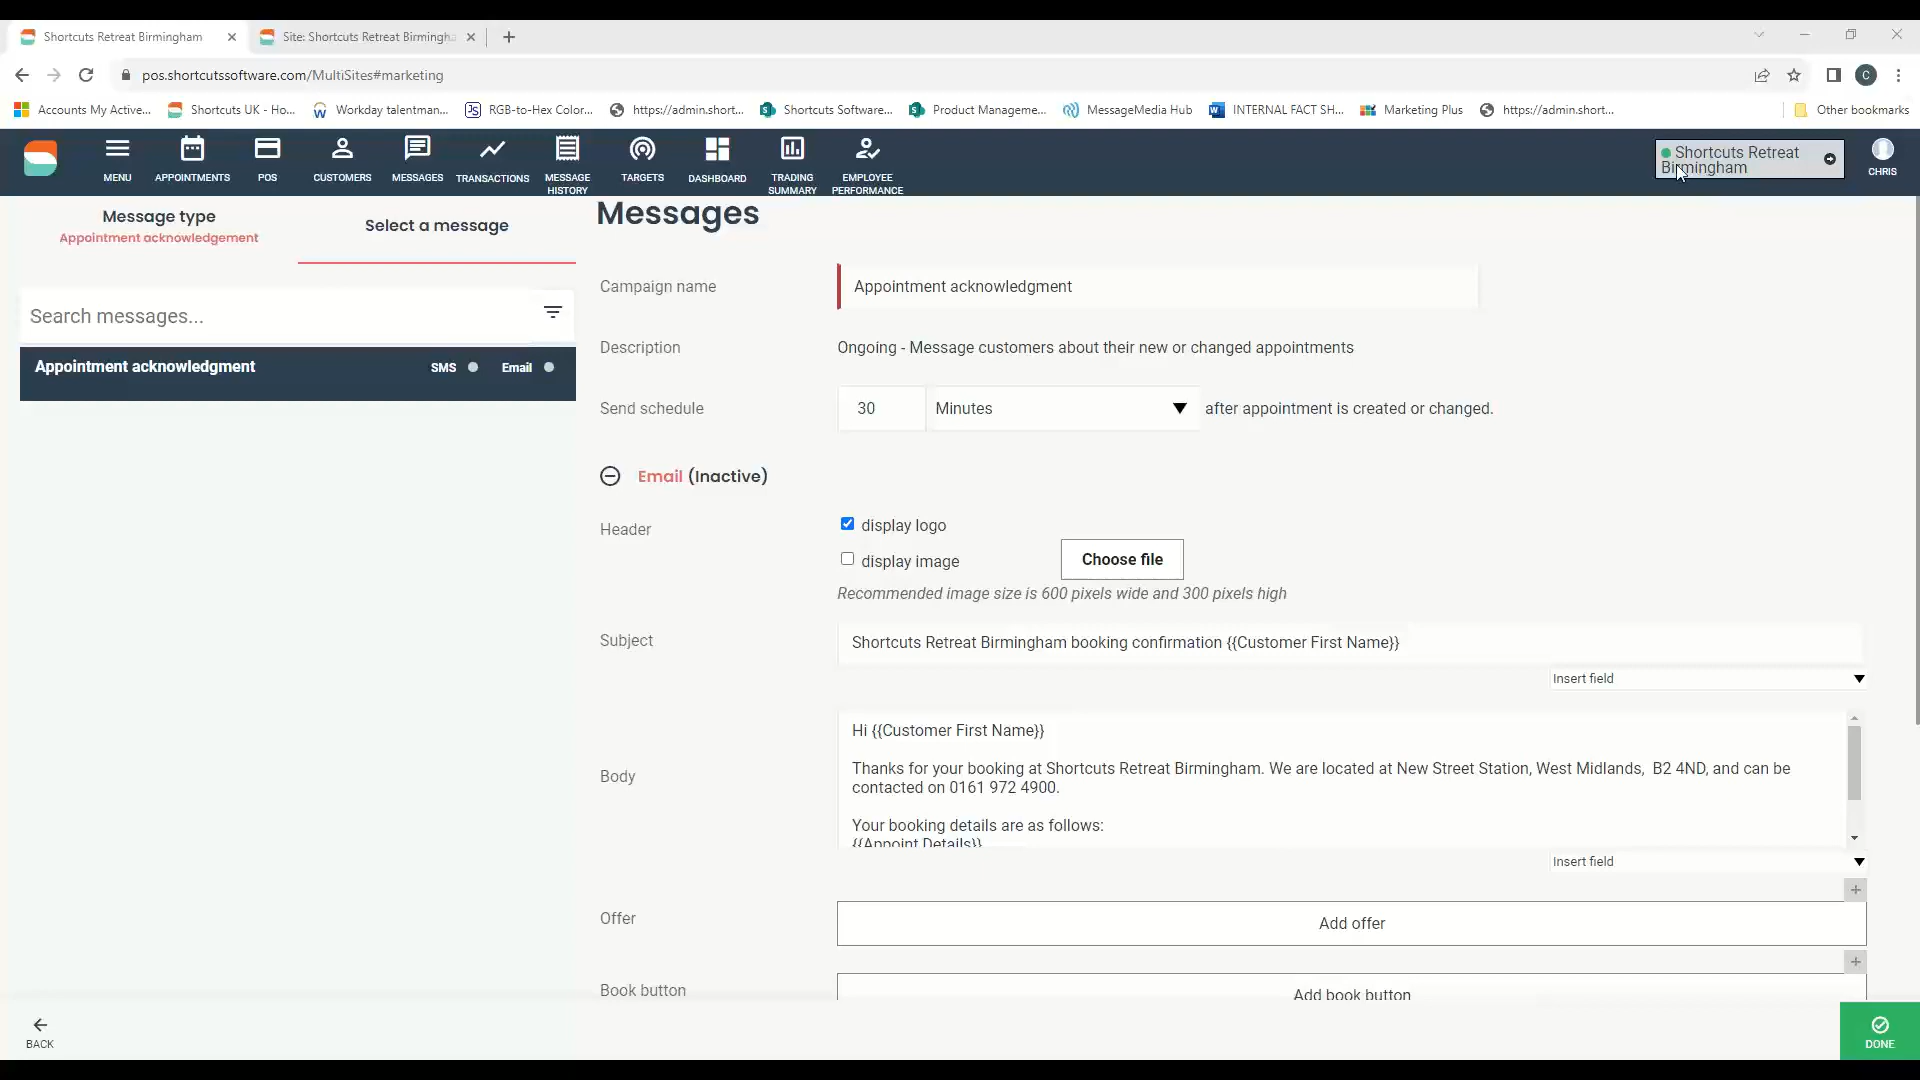 Shortcuts Retreat Birmingham
Site: Shortcuts Retreat Birmingh
pos.shortcutssoftware.com/MultiSites#marketing
C
Accounts My Active...
Shortcuts UK - Ho...
Workday talentman...
RGB-to-Hex Color...
https://admin.short...
Shortcuts Software...
Product Manageme...
MessageMedia Hub
INTERNAL FACT SH...
Marketing Plus
https://admin.short...
Other bookmarks
MENU
APPOINTMENTS
POS
CUSTOMERS
MESSAGES
TRANSACTIONS
MESSAGE
HISTORY
TARGETS
DASHBOARD
TRADING
SUMMARY
EMPLOYEE
PERFORMANCE
Shortcuts Retreat
Birmingham
CHRIS
Message type
Appointment acknowledgement
Select a message
Search messages...
Appointment acknowledgment
SMS
Email
Messages
Campaign name
Appointment acknowledgment
Description
Ongoing - Message customers about their new or changed appointments
Send schedule
30
Minutes
after appointment is created or changed.
Email (Inactive)
Header
display logo
display image
Choose file
Recommended image size is 600 pixels wide and 300 pixels high
Subject
Shortcuts Retreat Birmingham booking confirmation {{Customer First Name}}
Insert field
Body
Hi {{Customer First Name}}
Thanks for your booking at Shortcuts Retreat Birmingham. We are located at New Street Station, West Midlands,  B2 4ND, and can be
contacted on 0161 972 4900.
Your booking details are as follows:
{{Appoint Details}}
Insert field
+
Offer
Add offer
+
Book button
Add book button
BACK
DONE